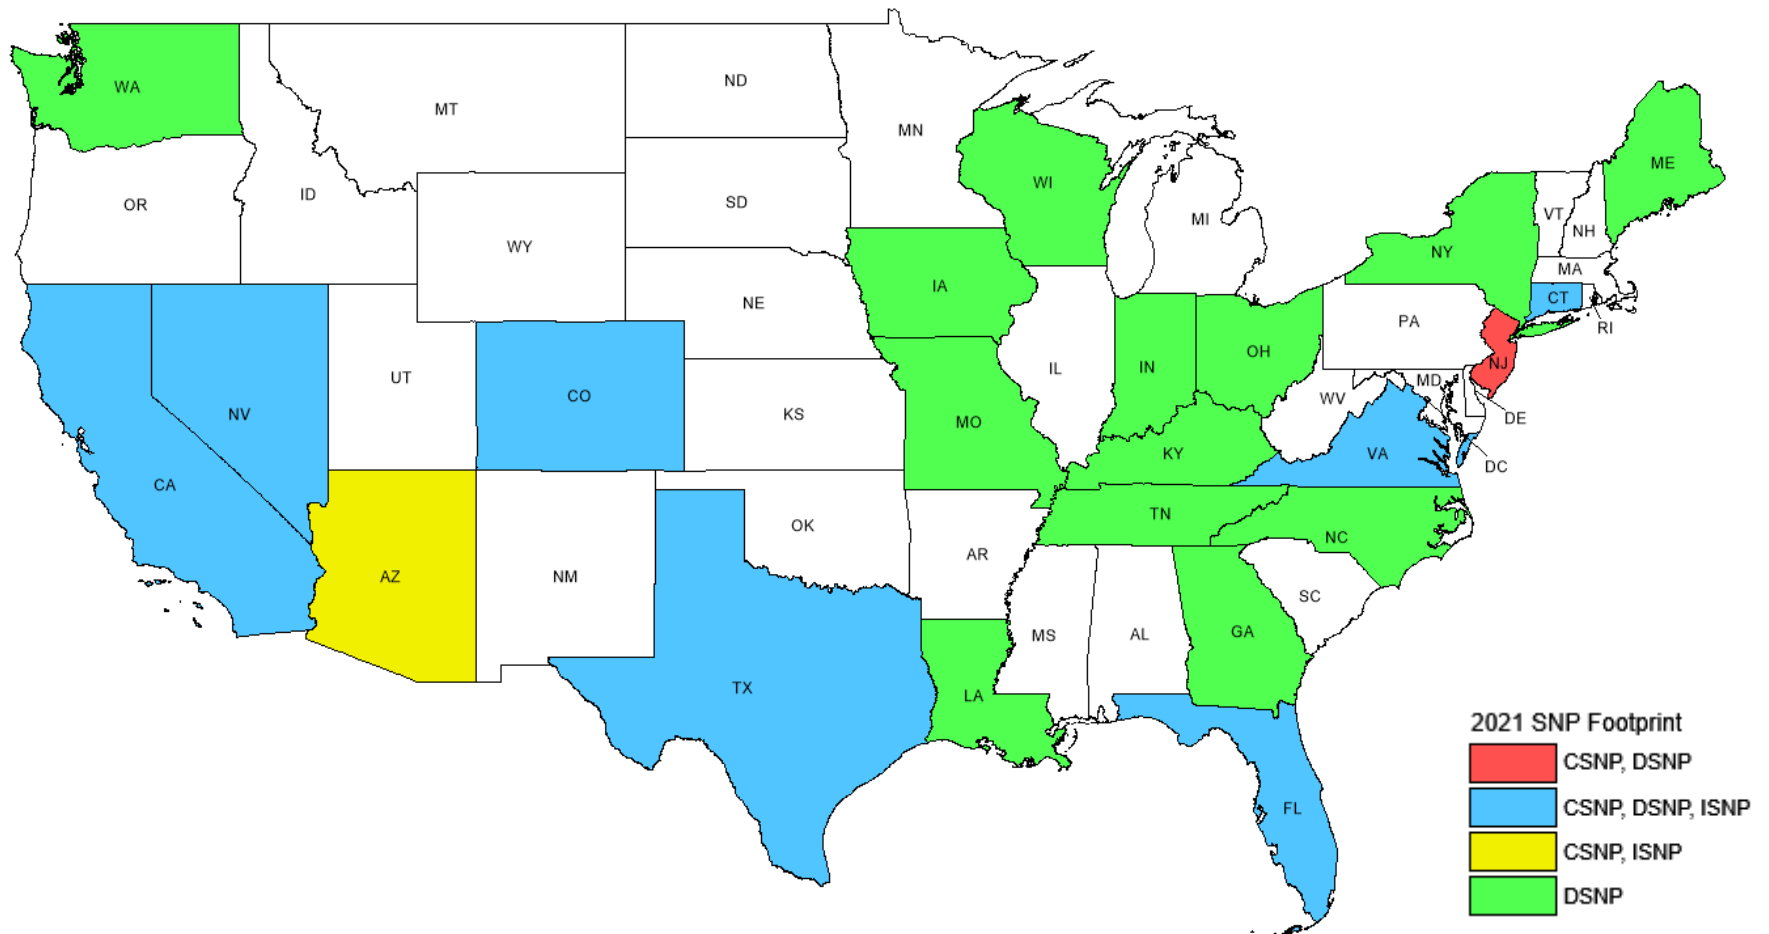 WA
MT
ND
MN
OR
ID
WY
SD
WI
MI
VT
NH
ME
NY
MA
CT
RI
NE
IA
PA
NJ
UT
CO
KS
NV
CA
IL
IN
OH
MO
KY
WV
MD
DE
DC
VA
AZ
NM
OK
AR
TN
NC
SC
TX
LA
MS
AL
GA
FL
2021 SNP Footprint
CSNP, DSNP
CSNP, DSNP, ISNP
CSNP, ISNP
DSNP